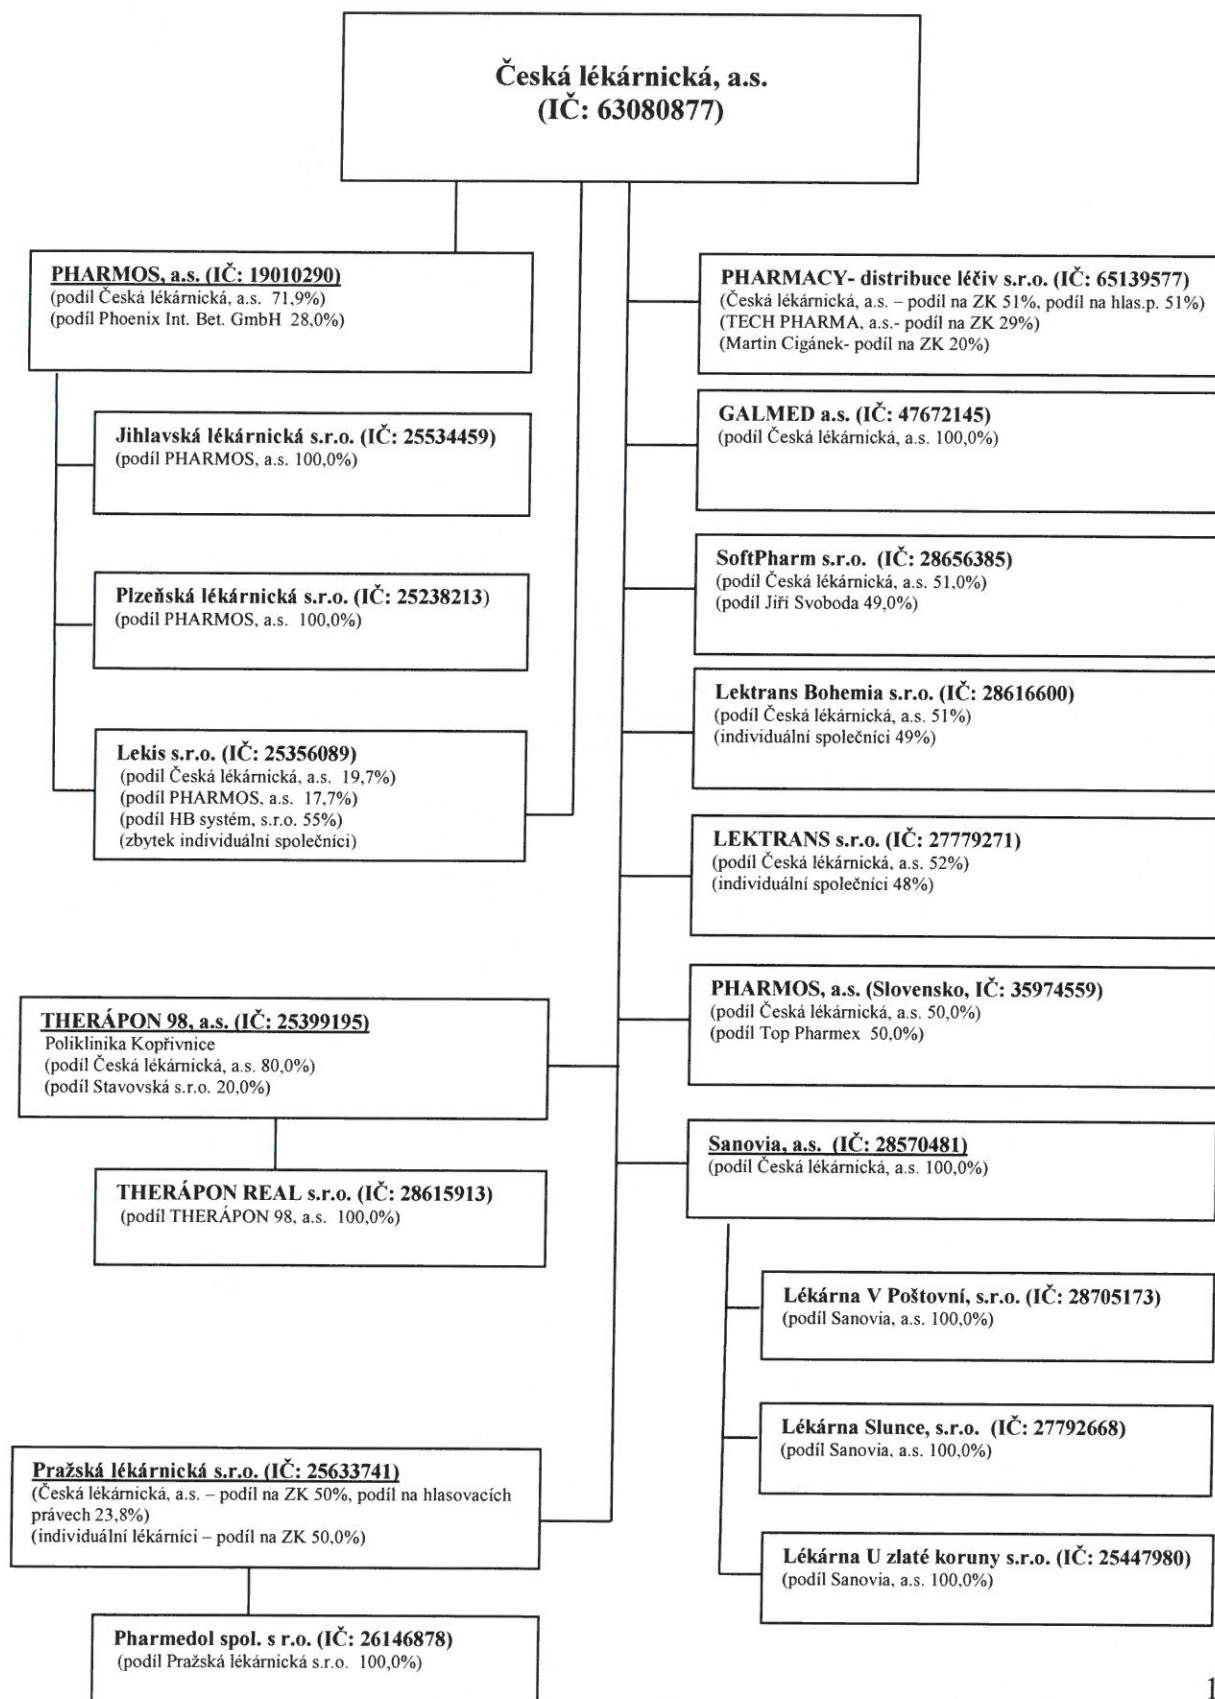 Česká lékárnická, a.s.
(IČ: 63080877)
PHARMOS, a.s. (IČ: 19010290)
(podíl Česká lékárnická, a.s. 71,9%)
(podíl Phoenix Int. Bet. GmbH 28,0%)
Jihlavská lékárnická s.r.o. (IČ: 25534459)
(podíl PHARMOS, a.s. 100,0%)
Plzeňská lékárnická s.r.o. (IČ: 25238213)
(podíl PHARMOS, a.s. 100,0%)
Lekis s.r.o. (IČ: 25356089)
(podíl Česká lékárnická, a.s. 19,7%)
(podíl PHARMOS, a.s. 17,7%)
(podíl HB systém, s.r.o. 55%)
(zbytek individuální společníci)
THERÁPON 98, a.s. (IČ: 25399195)
Poliklinika Kopřivnice
(podíl Česká lékárnická, a.s. 80,0%)
(podíl Stavovská s.r.o. 20,0%)
THERÁPON REAL s.r.o. (IČ: 28615913)
(podíl THERÁPON 98, a.s. 100,0%)
Pražská lékárnická s.r.o. (IČ: 25633741)
(Česká lékárnická, a.s. – podíl na ZK 50%, podíl na hlasovacích
právech 23,8%)
(individuální lékárníci – podíl na ZK 50,0%)
Pharmedol spol. s r.o. (IČ: 26146878)
(podíl Pražská lékárnická s.r.o. 100,0%)
PHARMACY- distribuce léčiv s.r.o. (IČ: 65139577)
(Česká lékárnická, a.s. – podíl na ZK 51%, podíl na hlas.p. 51%)
(TECH PHARMA, a.s.- podíl na ZK 29%)
(Martin Cigánek- podíl na ZK 20%)
GALMED a.s. (IČ: 47672145)
(podíl Česká lékárnická, a.s. 100,0%)
SoftPharm s.r.o. (IČ: 28656385)
(podíl Česká lékárnická, a.s. 51,0%)
(podíl Jiří Svoboda 49,0%)
Lektrans Bohemia s.r.o. (IČ: 28616600)
(podíl Česká lékárnická, a.s. 51%)
(individuální společníci 49%)
LEKTRANS s.r.o. (IČ: 27779271)
(podíl Česká lékárnická, a.s. 52%)
(individuální společníci 48%)
PHARMOS, a.s. (Slovensko, IČ: 35974559)
(podíl Česká lékárnická, a.s. 50,0%)
(podíl Top Pharmex 50,0%)
Sanovia, a.s. (IČ: 28570481)
(podíl Česká lékárnická, a.s. 100,0%)
Lékárna V Poštovní, s.r.o. (IČ: 28705173)
(podíl Sanovia, a.s. 100,0%)
Lékárna Slunce, s.r.o. (IČ: 27792668)
(podíl Sanovia, a.s. 100,0%)
Lékárna U zlaté koruny s.r.o. (IČ: 25447980)
(podíl Sanovia, a.s. 100,0%)
1